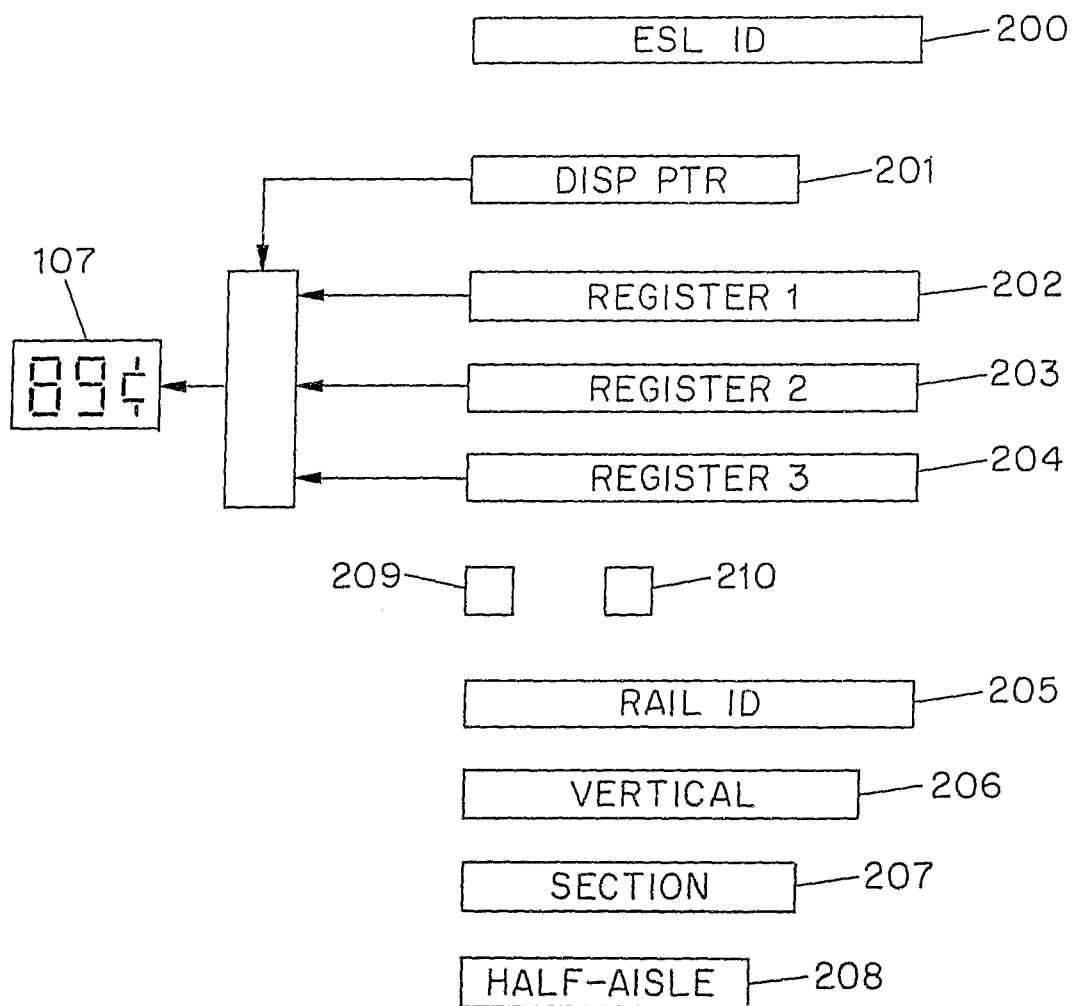 ESL ID 200
DISP PTR 201
107
REGISTER 1 202
89¢
REGISTER 2 203
REGISTER 3 204
209 210
RAIL ID 205
VERTICAL 206
SECTION 207
HALF-AISLE 208